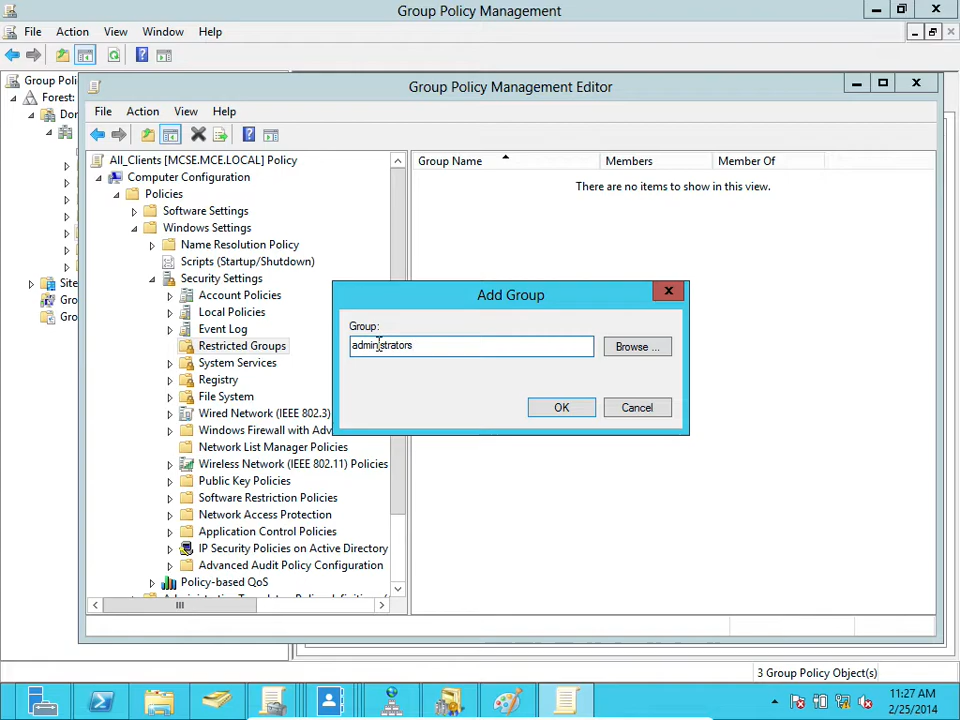 Group Policy Management
File Action View Window Help
Group Poli
Forest:
Don
Site
Gro
Gro
Group Policy Management Editor
File Action View Help
All_Clients [MCSE.MCE.LOCAL] Policy
Computer Configuration
Policies
Software Settings
Windows Settings
Name Resolution Policy
Scripts (Startup/Shutdown)
Security Settings
Account Policies
Local Policies
Event Log
Restricted Groups
System Services
Registry
File System
Wired Network (IEEE 802.3)
Windows Firewall with Adv
Network List Manager Policies
Wireless Network (IEEE 802.11) Policies
Public Key Policies
Software Restriction Policies
Network Access Protection
Application Control Policies
IP Security Policies on Active Directory
Advanced Audit Policy Configuration
Policy-based QoS
Group Name Members Member Of
There are no items to show in this view.
Add Group
Group:
administrators
Browse ...
OK Cancel
3 Group Policy Object(s)
11:27 AM
2/25/2014